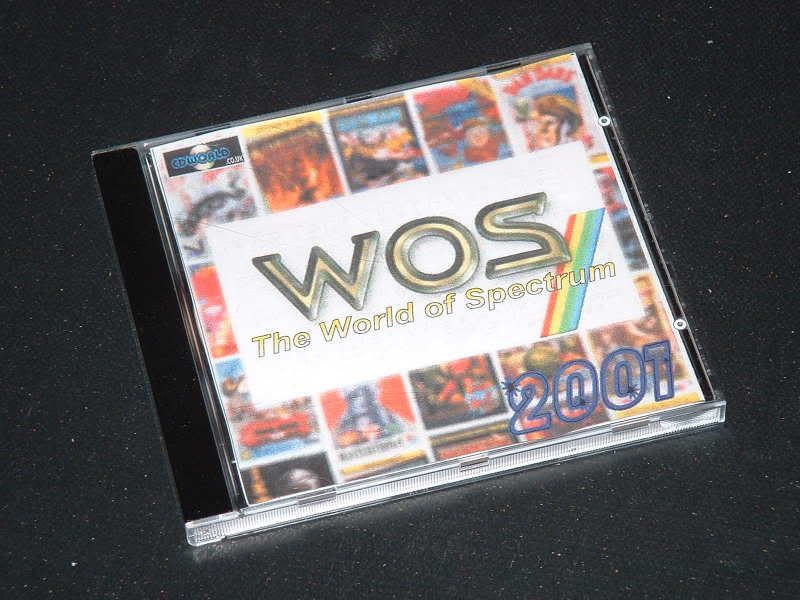 CDWORLD
.CO.UK
WOS
The World of Spectrum
2001